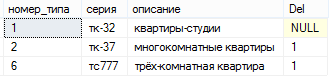 номер_типа серия описание Del
1 тк-32 квартиры-студии NULL
2 тк-37 многокомнатные квартиры 1
6 тс777 трёх-комнатная квартира 1